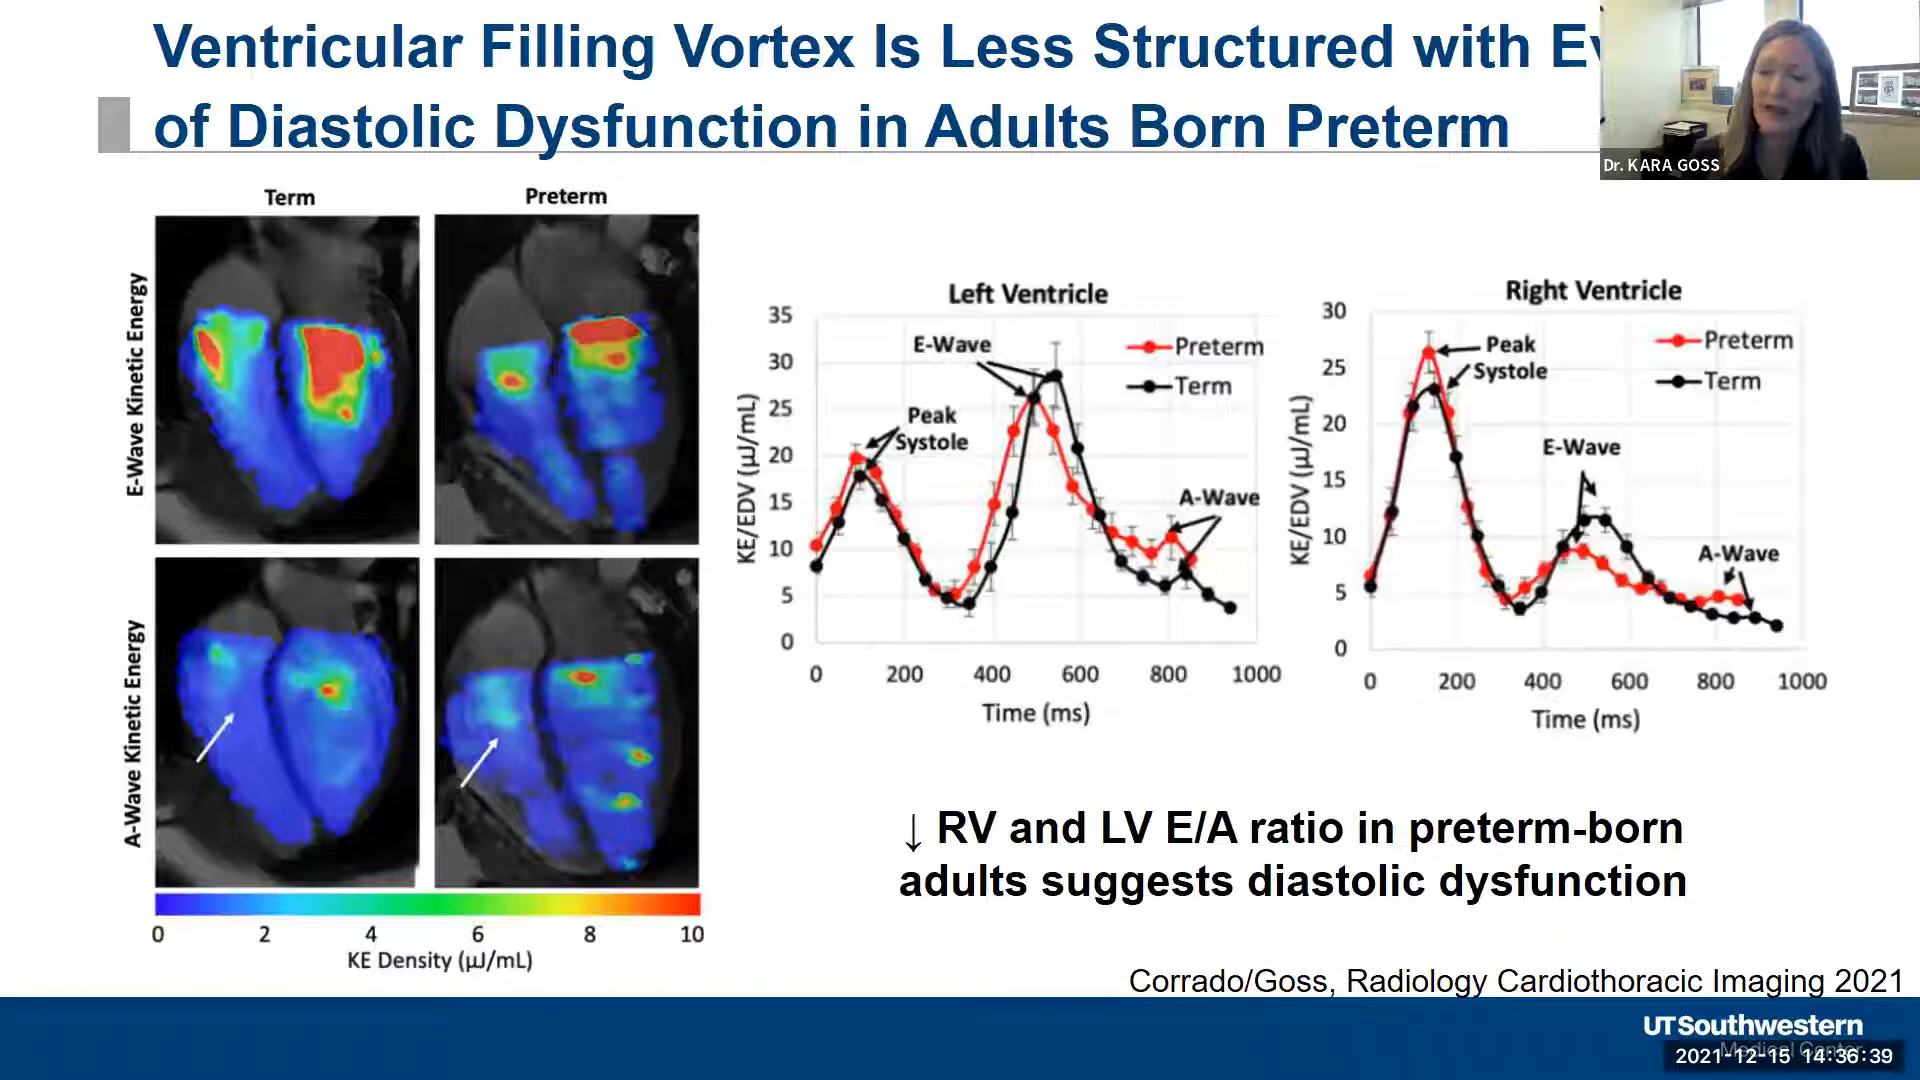 Ventricular Filling Vortex Is Less Structured with
of Diastolic Dysfunction in Adults Born Preterm
Dr. KARA GOSS
Term
Preterm
E-Wave Kinetic Energy
A-Wave Kinetic Energy
0 2 4 6 8 10
KE Density (µJ/mL)
Left Ventricle
KE/EDV (µJ/mL)
35
30
25
20
15
10
5
0
E-Wave
Peak
Systole
A-Wave
Preterm
Term
0 200 400 600 800 1000
Time (ms)
Right Ventricle
KE/EDV (µJ/mL)
30
25
20
15
10
5
0
Peak
Systole
E-Wave
A-Wave
Preterm
Term
0 200 400 600 800 1000
Time (ms)
↓ RV and LV E/A ratio in preterm-born
adults suggests diastolic dysfunction
Corrado/Goss, Radiology Cardiothoracic Imaging 2021
UTSouthwestern
Medical Center
2021-12-15 14:36:39